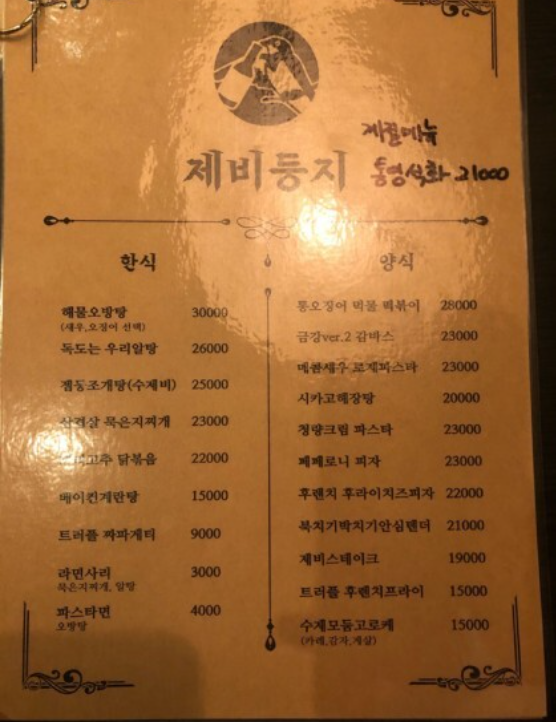 계절메뉴
제비둥지
통영석화 21000
한식
해물오방탕 30000
(새우,오징어 선택)
독도는 우리알탕 26000
껨둥조개탕(수제비) 25000
삼겹살 묵은지찌개 23000
닭볶음 22000
베이컨계란탕 15000
트러플 짜파게티 9000
라면사리 3000
묵은지찌개, 알탕
파스타면 4000
오방탕
양식
통오징어 먹물 떡볶이 28000
금강ver.2 감바스 23000
매콤새우 로제파스타 23000
시카고해장탕 20000
청양크림 파스타 23000
페페로니 피자 23000
후렌치 후라이치즈피자 22000
북치기박치기안심텐더 21000
제비스테이크 19000
트러플 후렌치프라이 15000
수제모둠고로케 15000
(카레,감자,게살)